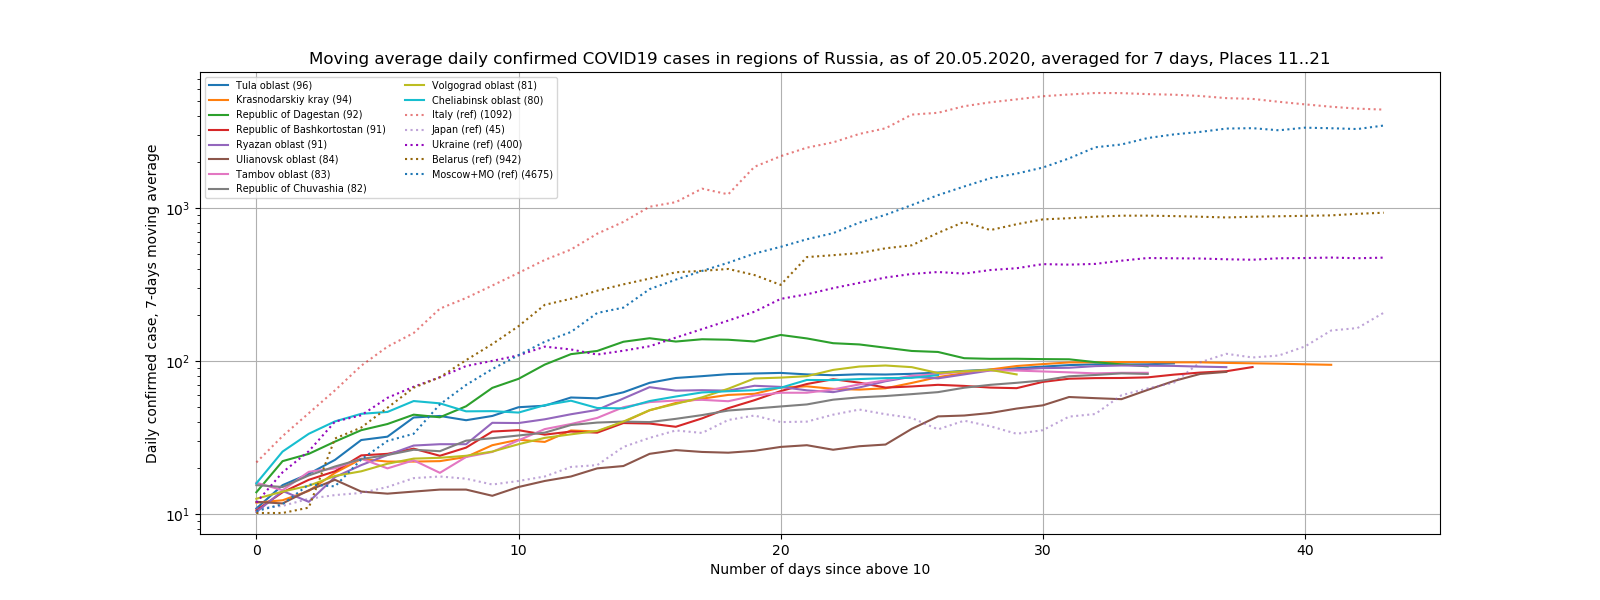 Moving average daily confirmed COVID19 cases in regions of Russia, as of 20.05.2020, averaged for 7 days, Places 11..21
Tula oblast (96)
Krasnodarskiy kray (94)
Republic of Dagestan (92)
Republic of Bashkortostan (91)
Ryazan oblast (91)
Ulianovsk oblast (84)
Tambov oblast (83)
Republic of Chuvashia (82)
Volgograd oblast (81)
Cheliabinsk oblast (80)
Italy (ref) (1092)
Japan (ref) (45)
Ukraine (ref) (400)
Belarus (ref) (942)
Moscow+MO (ref) (4675)
Daily confirmed case, 7-days moving average
10³
10²
10¹
0 10 20 30 40
Number of days since above 10